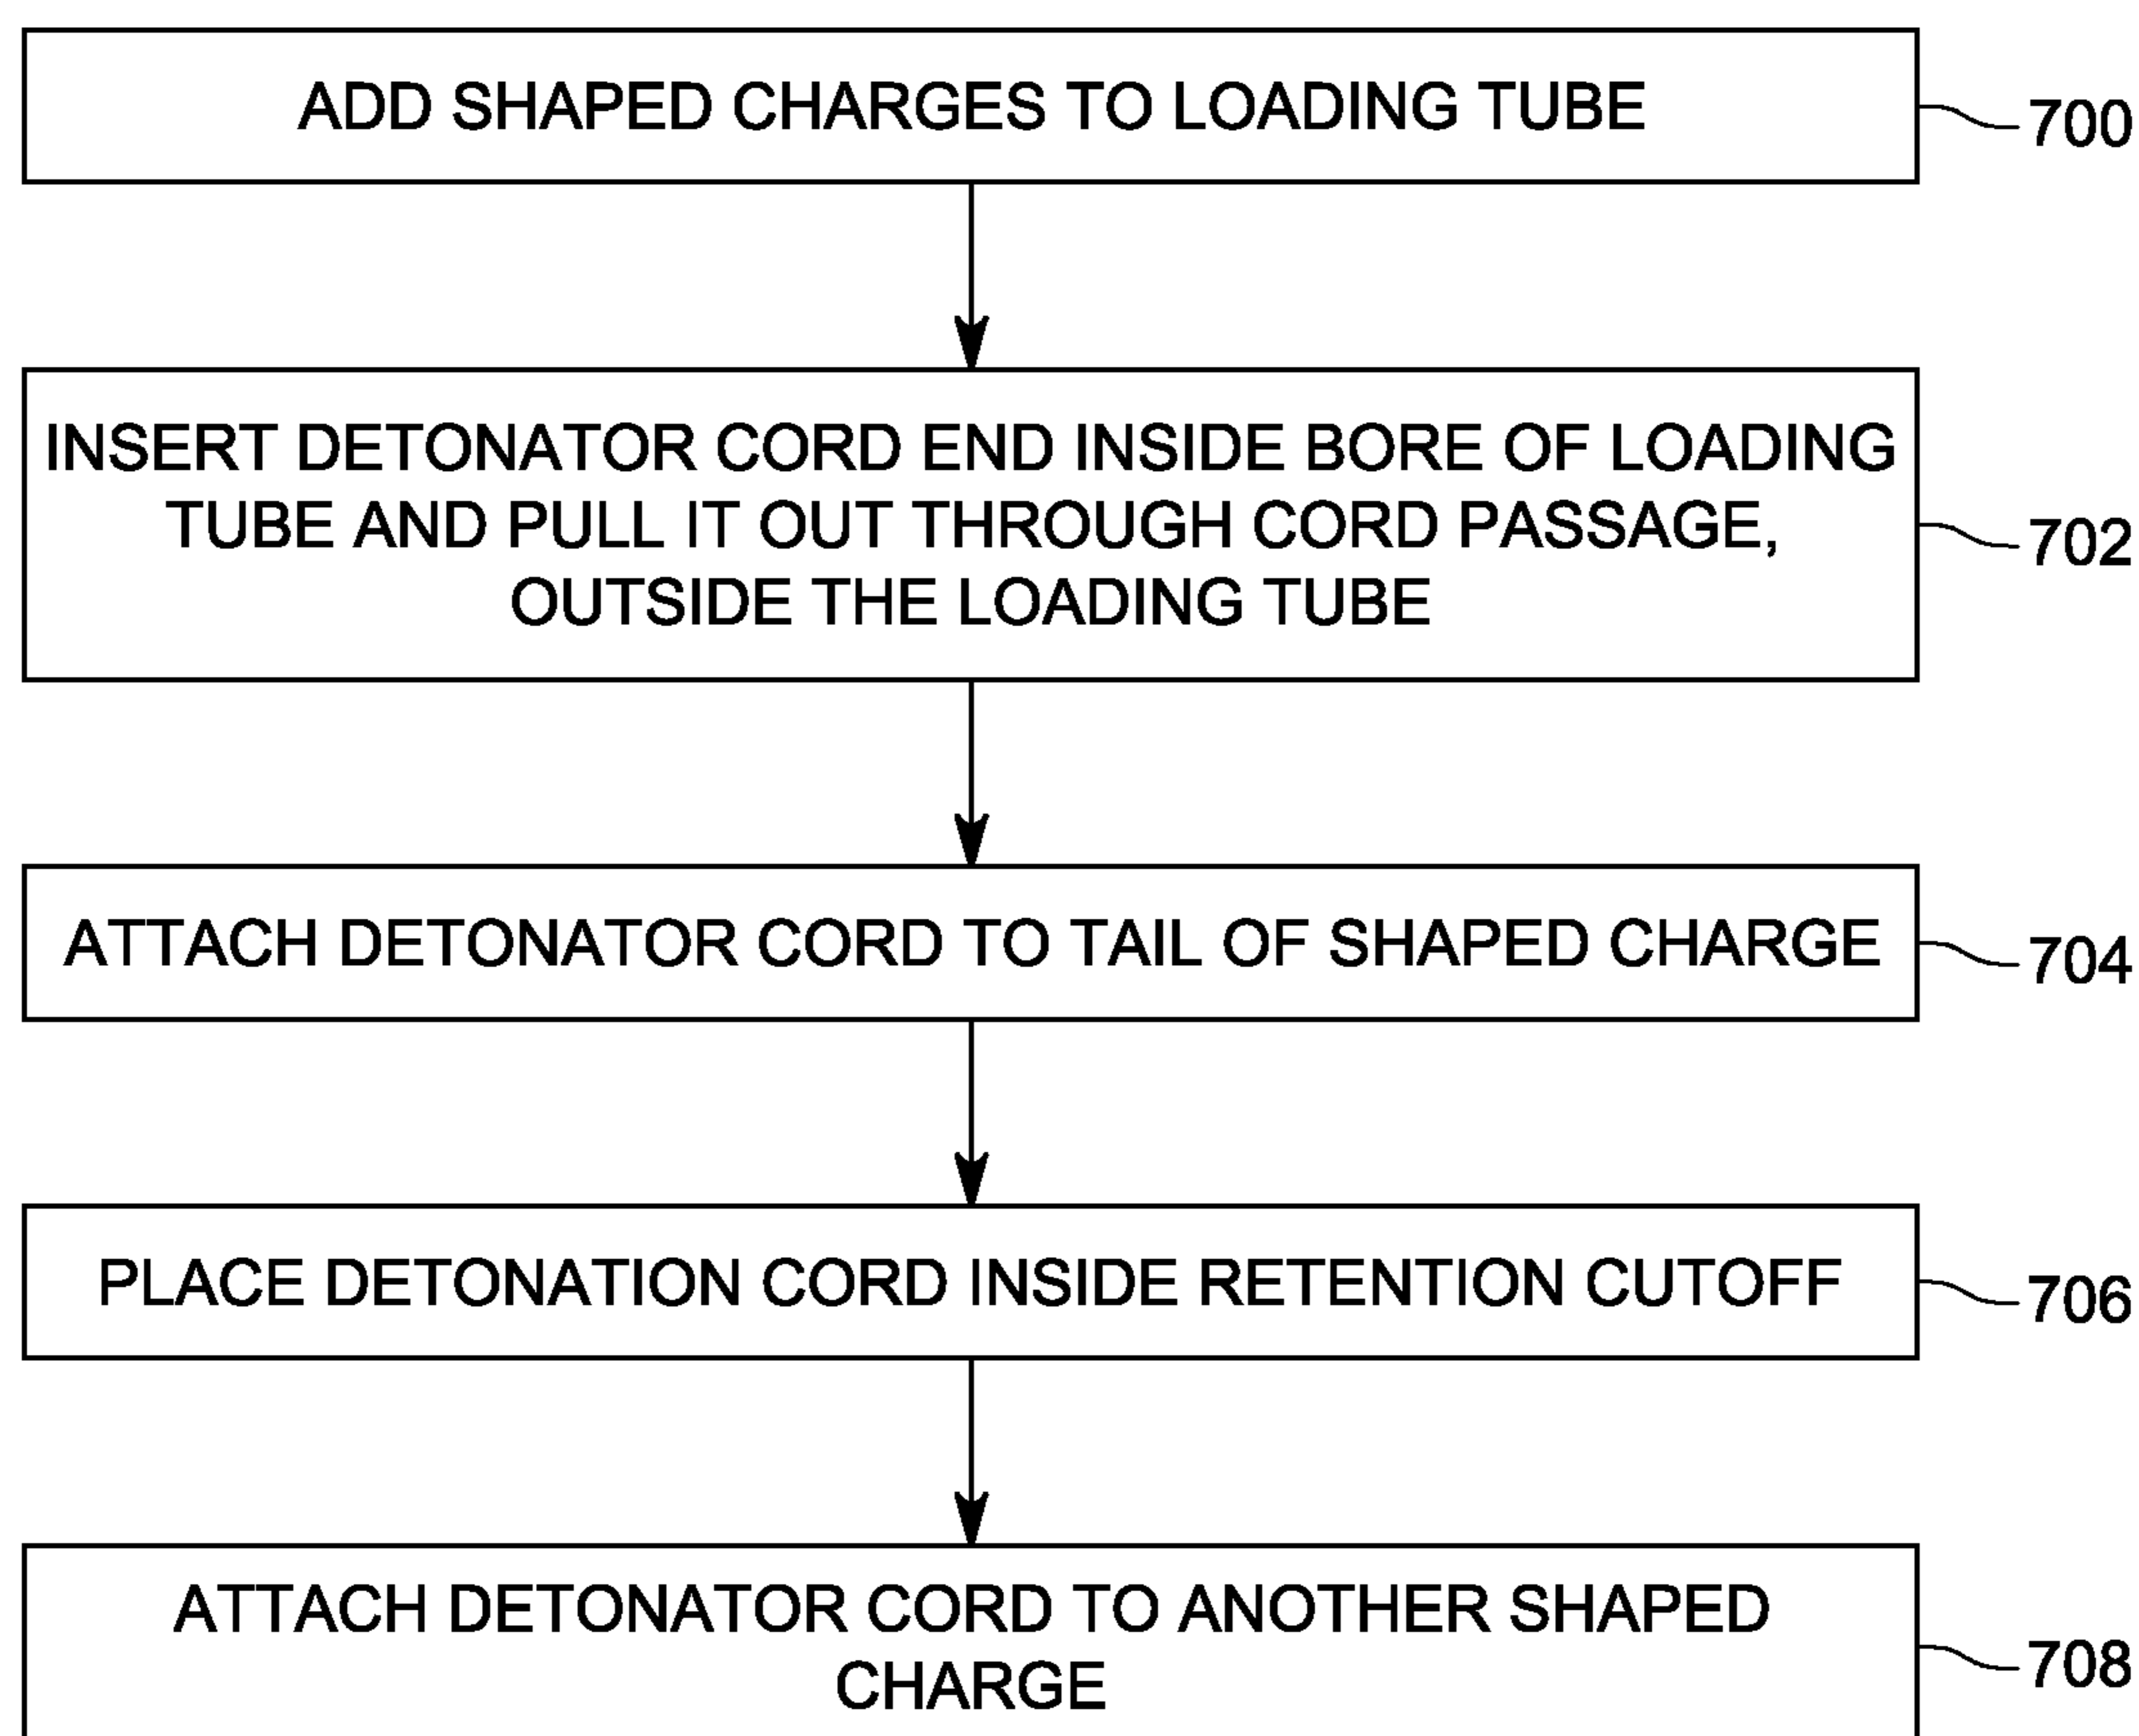 ADD SHAPED CHARGES TO LOADING TUBE
700
INSERT DETONATOR CORD END INSIDE BORE OF LOADING
TUBE AND PULL IT OUT THROUGH CORD PASSAGE,
OUTSIDE THE LOADING TUBE
702
ATTACH DETONATOR CORD TO TAIL OF SHAPED CHARGE
704
PLACE DETONATION CORD INSIDE RETENTION CUTOFF
706
ATTACH DETONATOR CORD TO ANOTHER SHAPED
CHARGE
708